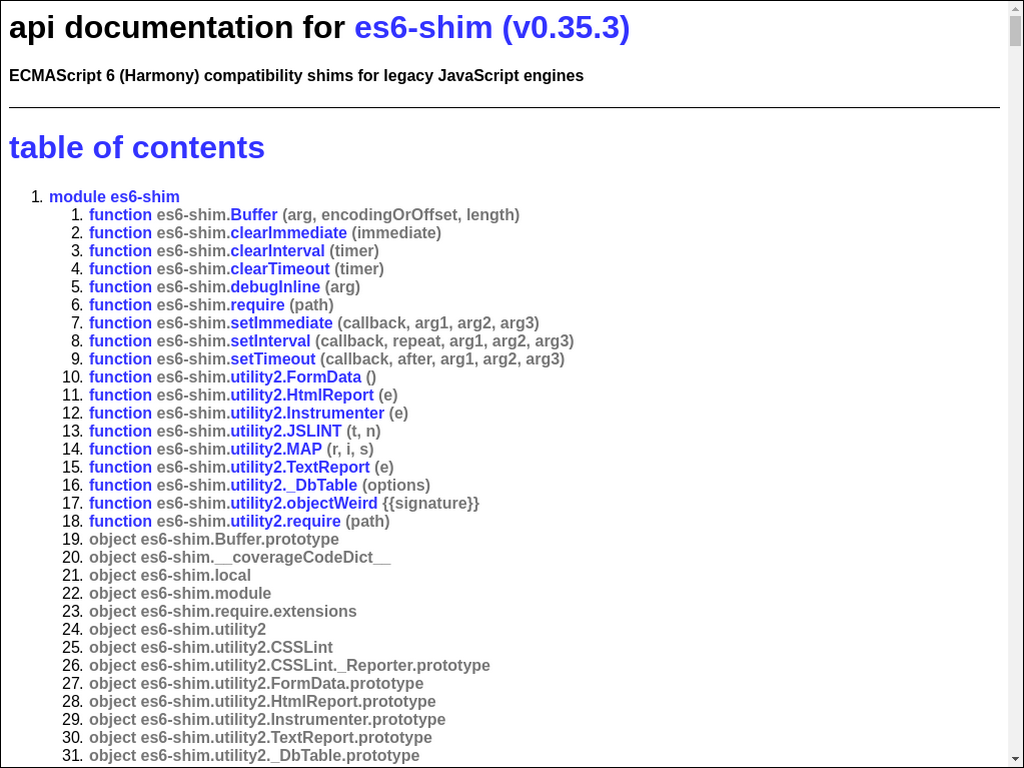 api documentation for es6-shim (v0.35.3)
ECMAScript 6 (Harmony) compatibility shims for legacy JavaScript engines
table of contents
1. module es6-shim
1. function es6-shim.Buffer (arg, encodingOrOffset, length)
2. function es6-shim.clearImmediate (immediate)
3. function es6-shim.clearInterval (timer)
4. function es6-shim.clearTimeout (timer)
5. function es6-shim.debugInline (arg)
6. function es6-shim.require (path)
7. function es6-shim.setImmediate (callback, arg1, arg2, arg3)
8. function es6-shim.setInterval (callback, repeat, arg1, arg2, arg3)
9. function es6-shim.setTimeout (callback, after, arg1, arg2, arg3)
10. function es6-shim.utility2.FormData ()
11. function es6-shim.utility2.HtmlReport (e)
12. function es6-shim.utility2.Instrumenter (e)
13. function es6-shim.utility2.JSLINT (t, n)
14. function es6-shim.utility2.MAP (r, i, s)
15. function es6-shim.utility2.TextReport (e)
16. function es6-shim.utility2._DbTable (options)
17. function es6-shim.utility2.objectWeird {{signature}}
18. function es6-shim.utility2.require (path)
19. object es6-shim.Buffer.prototype
20. object es6-shim.__coverageCodeDict__
21. object es6-shim.local
22. object es6-shim.module
23. object es6-shim.require.extensions
24. object es6-shim.utility2
25. object es6-shim.utility2.CSSLint
26. object es6-shim.utility2.CSSLint._Reporter.prototype
27. object es6-shim.utility2.FormData.prototype
28. object es6-shim.utility2.HtmlReport.prototype
29. object es6-shim.utility2.Instrumenter.prototype
30. object es6-shim.utility2.TextReport.prototype
31. object es6-shim.utility2._DbTable.prototype